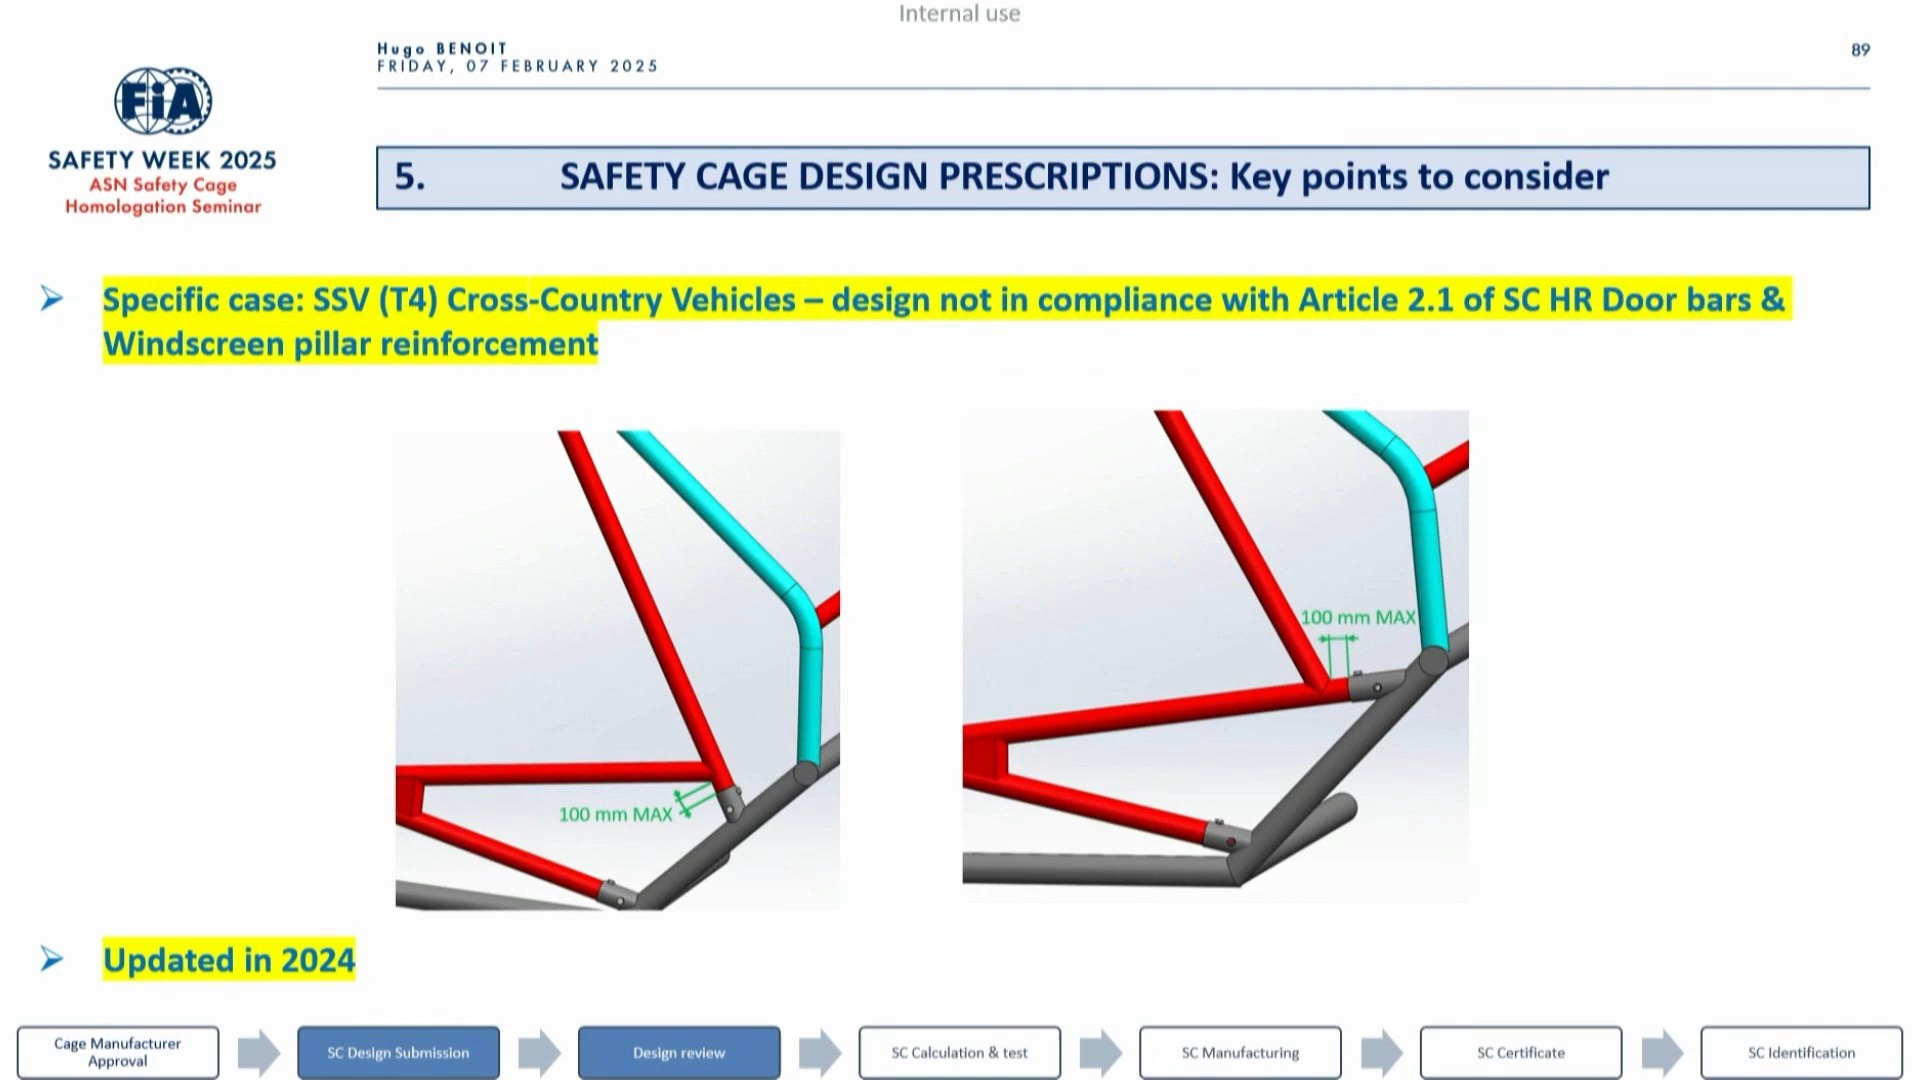 Internal use
Hugo BENOIT
FRIDAY, 07 FEBRUARY 2025
89
FiA
SAFETY WEEK 2025
ASN Safety Cage
Homologation Seminar
5. SAFETY CAGE DESIGN PRESCRIPTIONS: Key points to consider
Specific case: SSV (T4) Cross-Country Vehicles – design not in compliance with Article 2.1 of SC HR Door bars &
Windscreen pillar reinforcement
100 mm MAX
100 mm MAX
Updated in 2024
Cage Manufacturer
Approval
SC Design Submission
Design review
SC Calculation & test
SC Manufacturing
SC Certificate
SC Identification